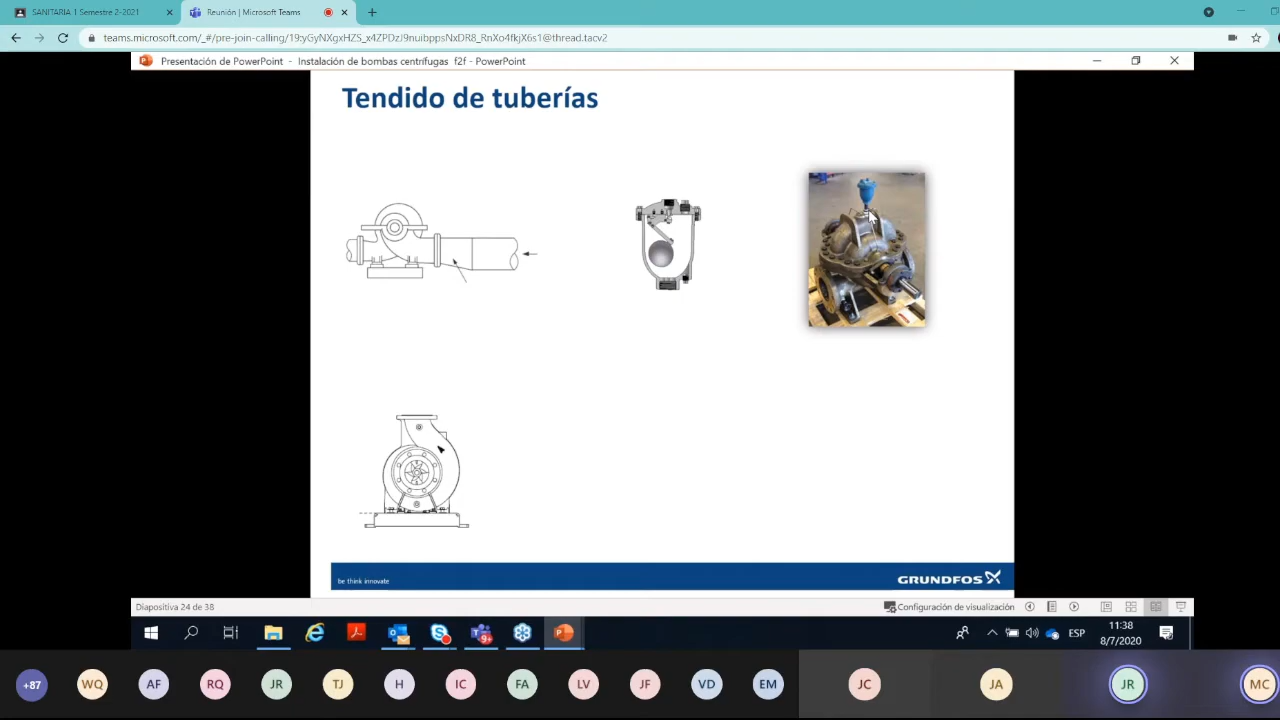 SANITARIA 1 Semestre 2-2021
Reunión | Microsoft Teams
teams.microsoft.com/_#/pre-join-calling/19:yGyNXgxHZS_x4ZPDzJ9nuibppsNxDR8_RnXo4fkjX6s1@thread.tacv2
Presentación de PowerPoint - Instalación de bombas centrífugas f2f - PowerPoint
Tendido de tuberías
be think innovate
GRUNDFOS
Diapositiva 24 de 38
Configuración de visualización
9+
ESP
11:38
8/7/2020
+87
WQ
AF
RQ
JR
TJ
H
IC
FA
LV
JF
VD
EM
JC
JA
JR
MC